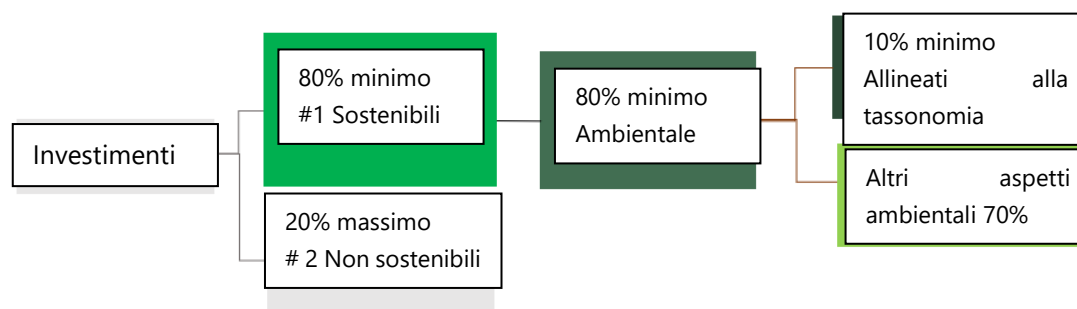 Investimenti
80% minimo
#1 Sostenibili
20% massimo
# 2 Non sostenibili
80% minimo
Ambientale
10% minimo
Allineati alla
tassonomia
Altri aspetti
ambientali 70%